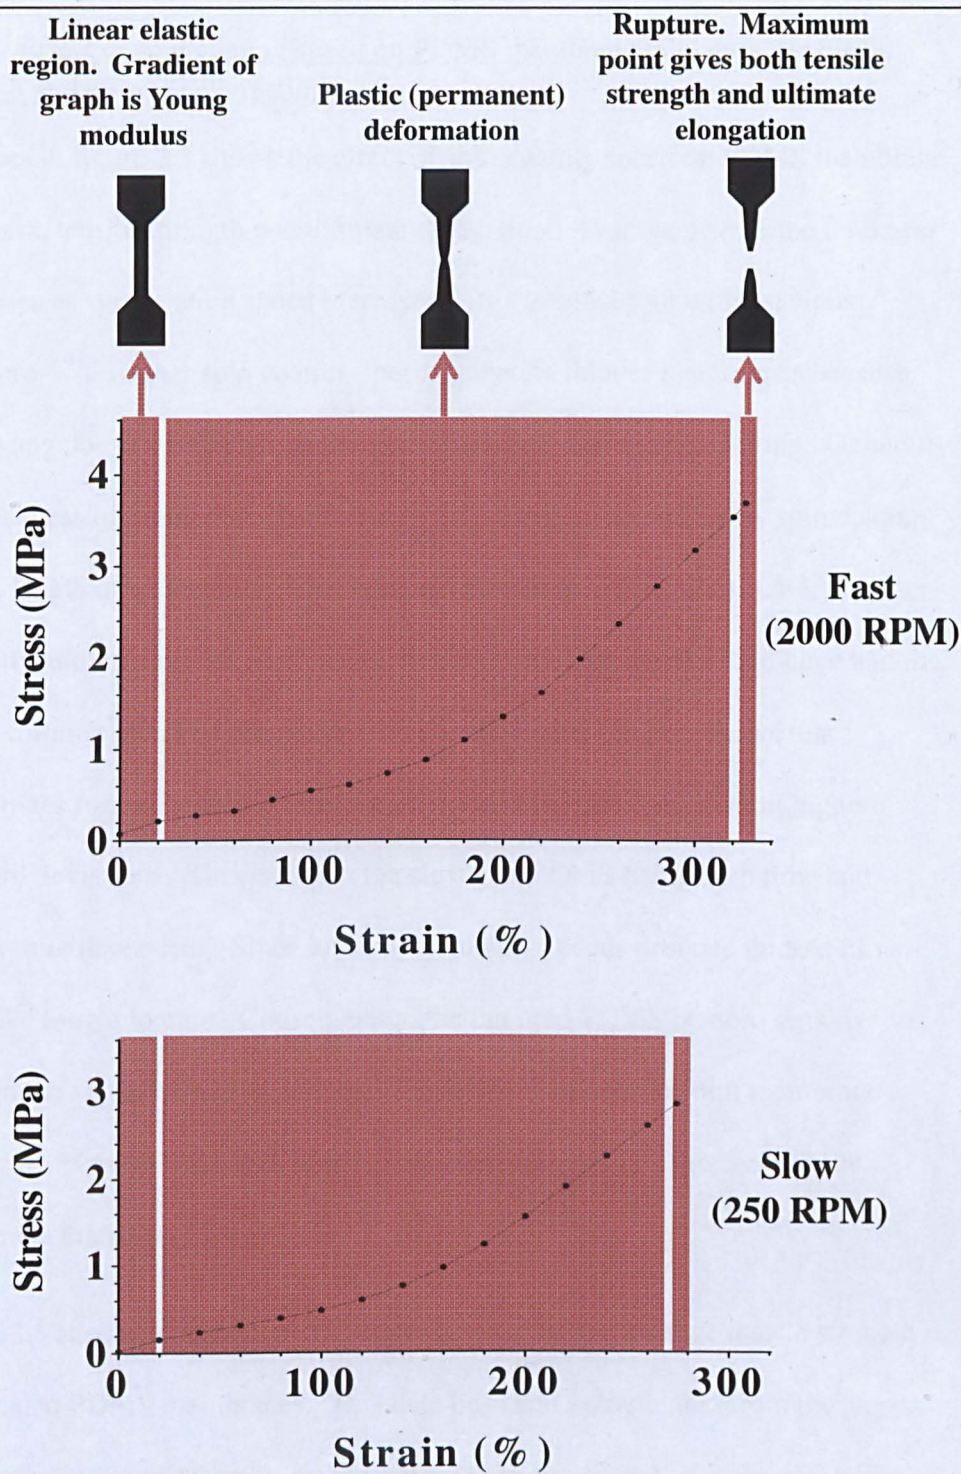 Linear elastic
region. Gradient of
graph is Young
modulus
Plastic (permanent)
deformation
Rupture. Maximum
point gives both tensile
strength and ultimate
elongation
Stress (MPa)
4
3
2
1
0
0 100 200 300
Strain (%)
Fast
(2000 RPM)
Stress (MPa)
3
2
1
0
0 100 200 300
Strain (%)
Slow
(250 RPM)